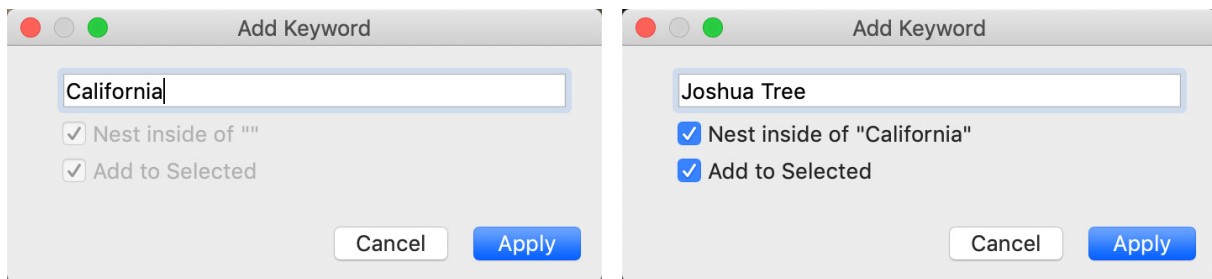 Add Keyword
California
Nest inside of ""
Add to Selected
Cancel Apply
Add Keyword
Joshua Tree
Nest inside of "California"
Add to Selected
Cancel Apply